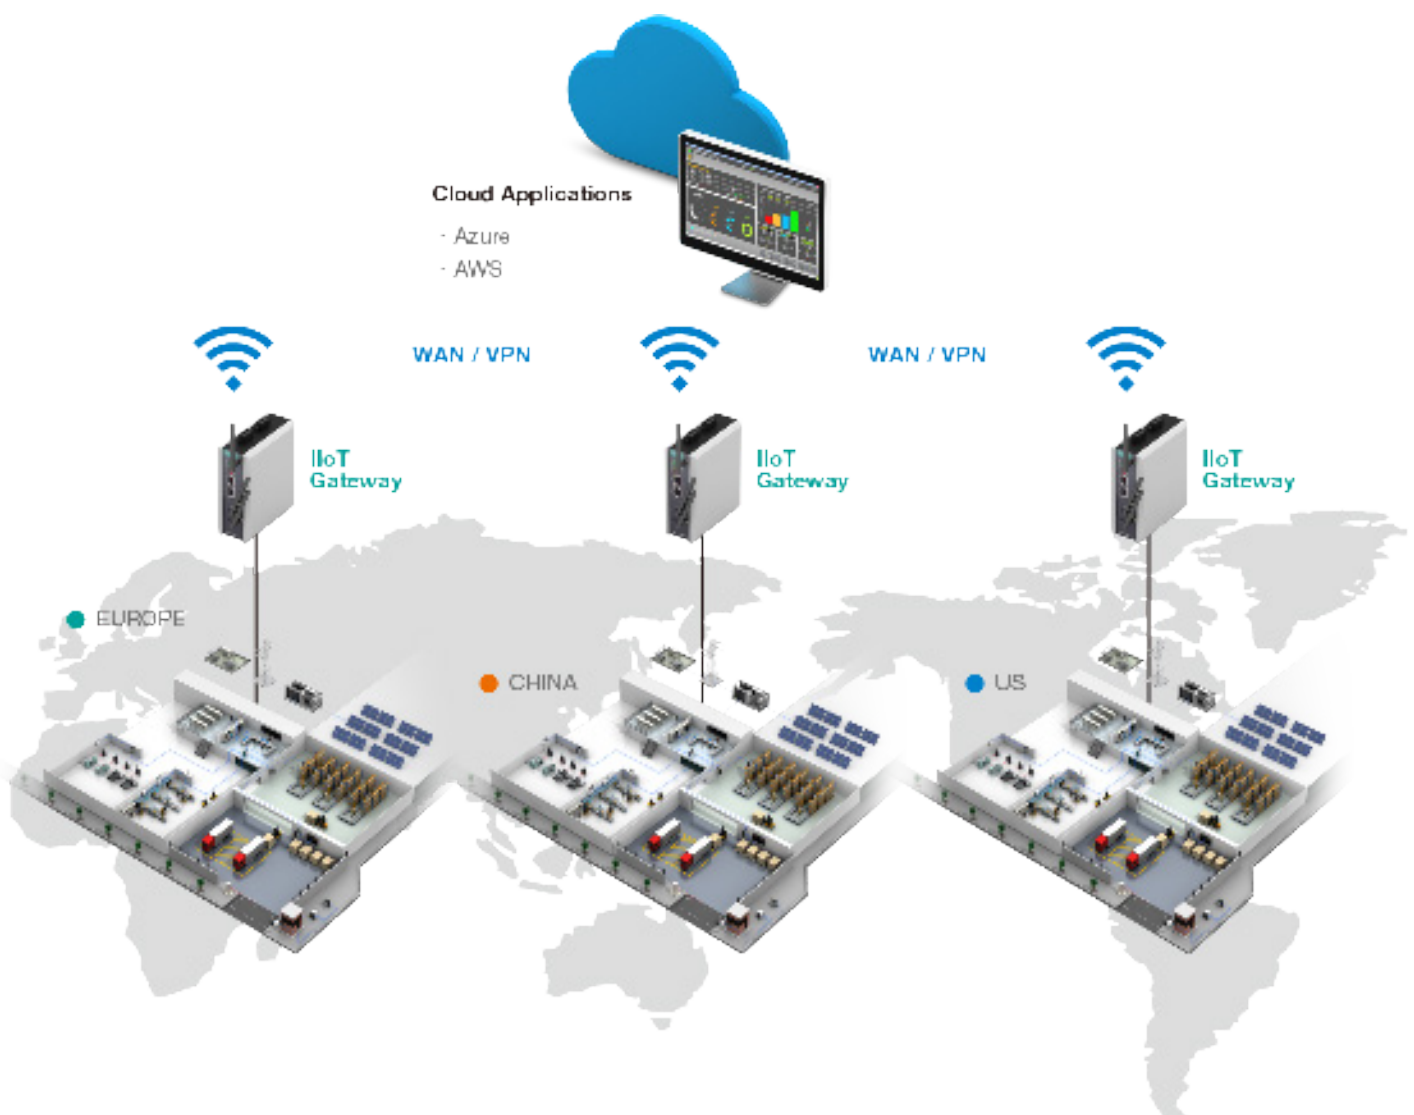 Cloud Applications
- Azure
- AWS
WAN / VPN
WAN / VPN
IIoT
Gateway
IIoT
Gateway
IIoT
Gateway
EUROPE
CHINA
US